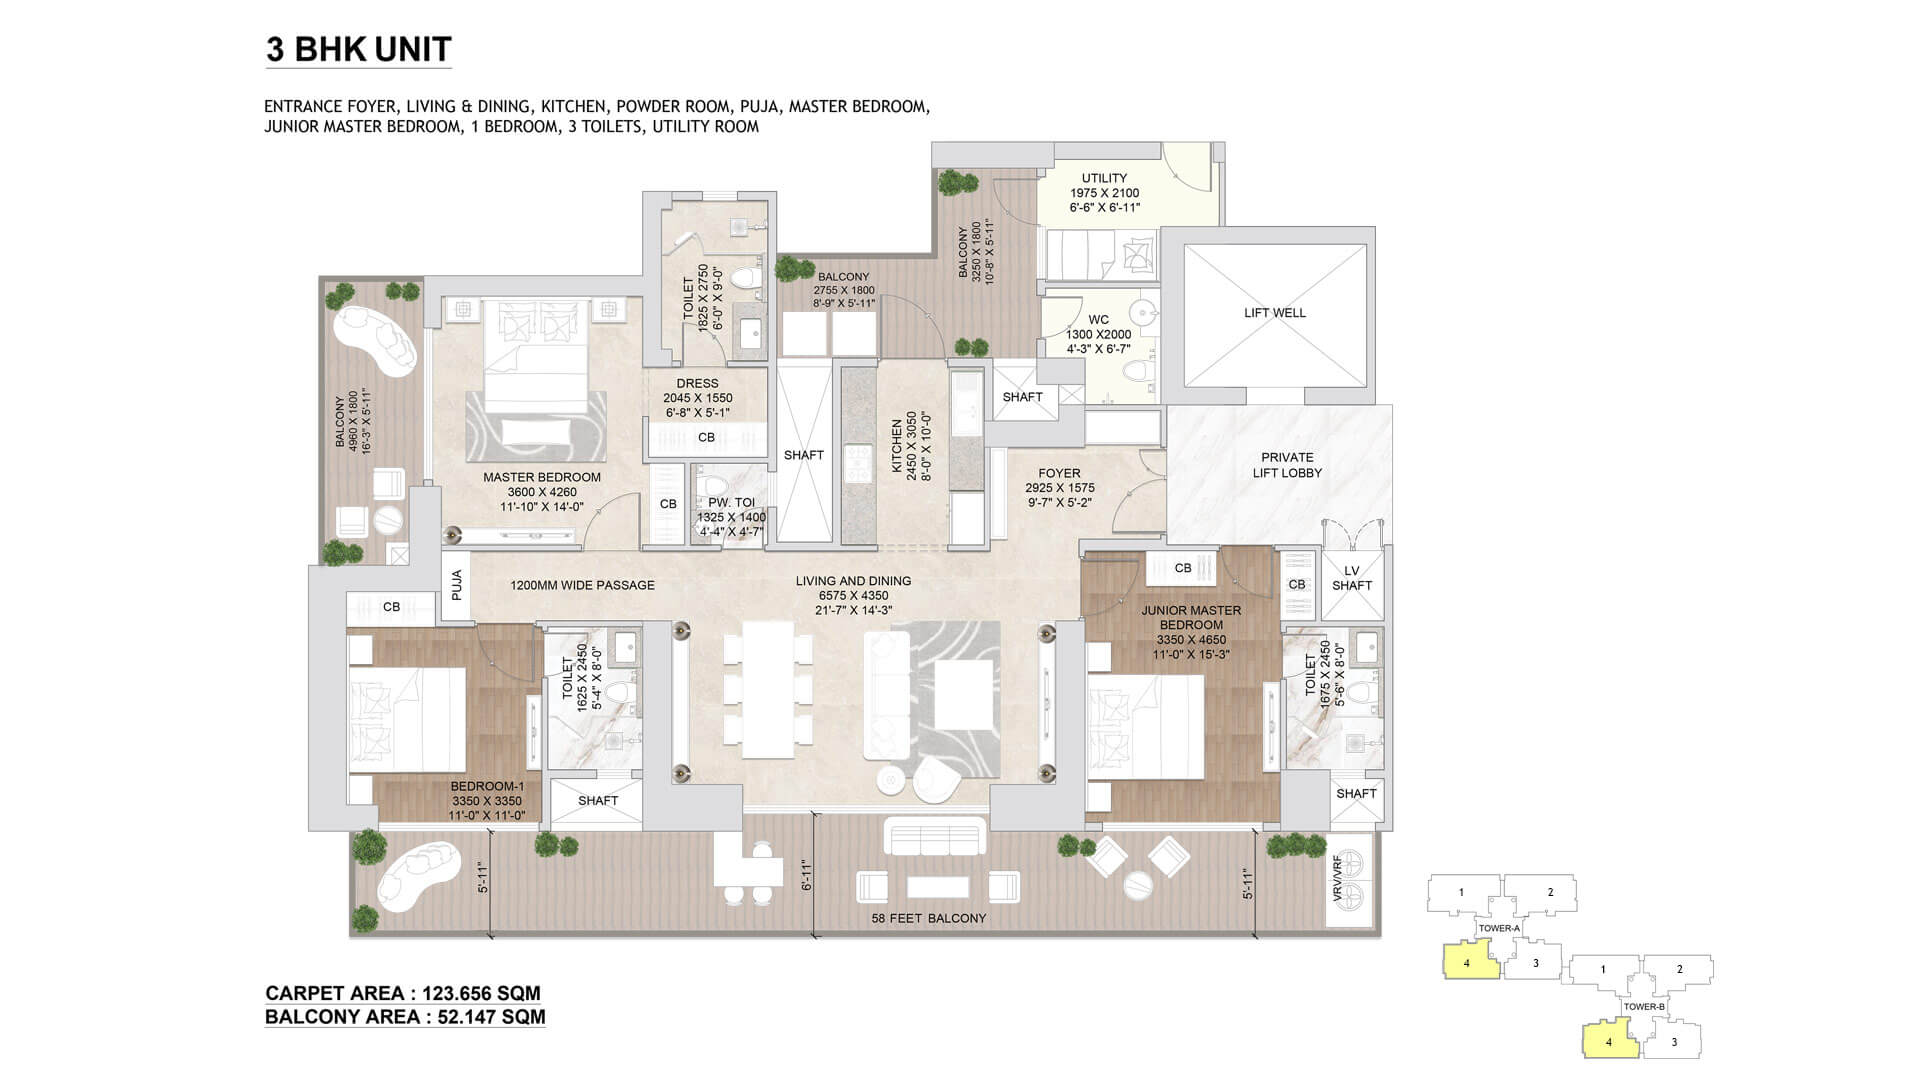 3 BHK UNIT
ENTRANCE FOYER, LIVING & DINING, KITCHEN, POWDER ROOM, PUJA, MASTER BEDROOM,
JUNIOR MASTER BEDROOM, 1 BEDROOM, 3 TOILETS, UTILITY ROOM
UTILITY
1975 X 2100
6'-6" X 6'-11"
BALCONY
3250 X 1800
10'-8" X 5'-11"
BALCONY
2755 X 1800
8'-9" X 5'-11"
TOILET
1825 X 2750
6'-0" X 9'-0"
WC
1300 X2000
4'-3" X 6'-7"
LIFT WELL
BALCONY
4960 X 1800
16'-3" X 5'-11"
DRESS
2045 X 1550
6'-8" X 5'-1"
CB
SHAFT
SHAFT
KITCHEN
2450 X 3050
8'-0" X 10'-0"
FOYER
2925 X 1575
9'-7" X 5'-2"
PRIVATE
LIFT LOBBY
MASTER BEDROOM
3600 X 4260
11'-10" X 14'-0"
CB
PW. TOI
1325 X 1400
4'-4" X 4'-7"
PUJA
1200MM WIDE PASSAGE
LIVING AND DINING
6575 X 4350
21'-7" X 14'-3"
CB
CB
LV
SHAFT
CB
JUNIOR MASTER
BEDROOM
3350 X 4650
11'-0" X 15'-3"
TOILET
1625 X 2450
5'-4" X 8'-0"
TOILET
1675 X 2450
5'-6" X 8'-0"
BEDROOM-1
3350 X 3350
11'-0" X 11'-0"
SHAFT
SHAFT
5'-11"
6'-11"
5'-11"
VRV/VRF
58 FEET BALCONY
1
2
TOWER-A
4
3
1
2
TOWER-B
4
3
CARPET AREA : 123.656 SQM
BALCONY AREA : 52.147 SQM